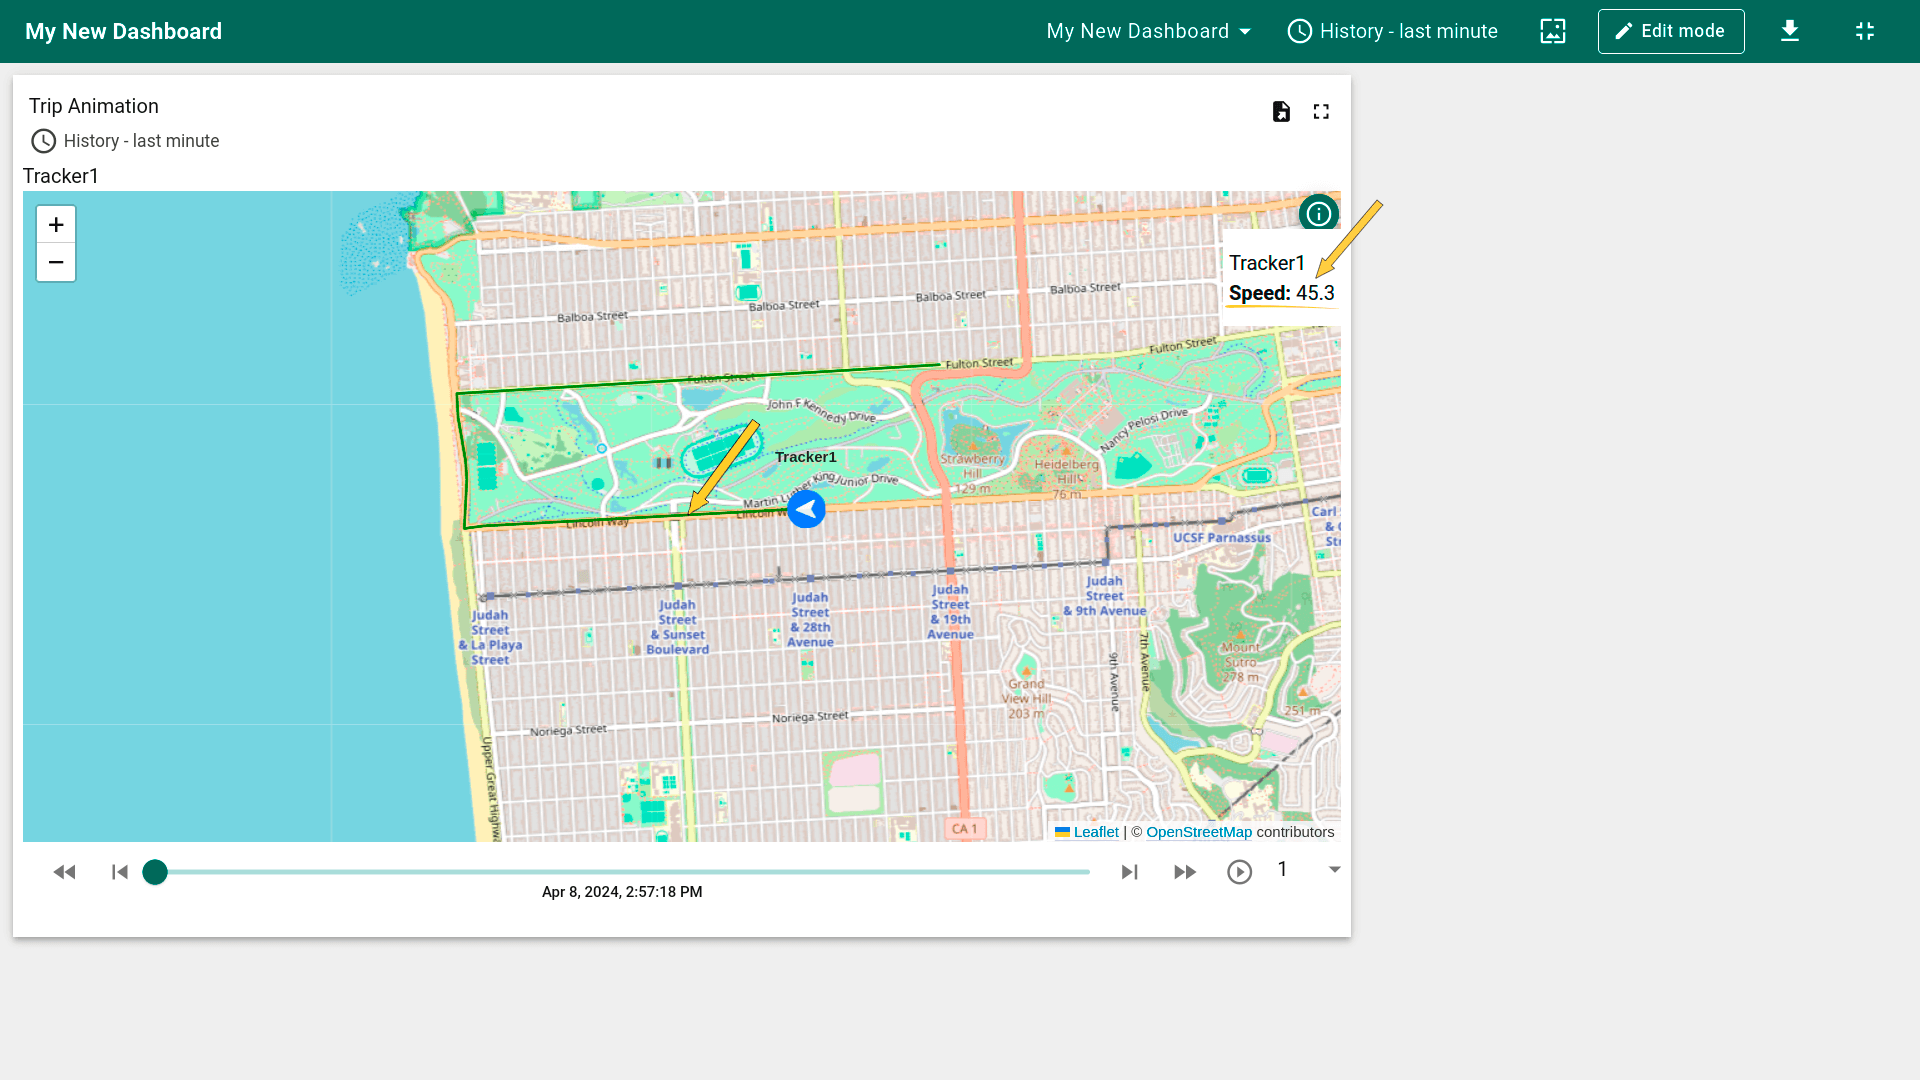 My New Dashboard
My New Dashboard
History - last minute
Edit mode
Trip Animation
History - last minute
Tracker1
+
−
Tracker1
Speed: 45.3
Balboa Street
Balboa Street
Balboa Street
Balboa Street
Fulton Street
Fulton Street
Fulton Street
John F Kennedy Drive
Nancy Pelosi Drive
Tracker1
Strawberry
Hill
129 m
Heidelberg
Hill
76 m
Martin Luther King Junior Drive
Lincoln Way
Lincoln W
Carl
St
& C
Str
UCSF Parnassus
Judah
Street
& La Playa
Street
Judah
Street
& Sunset
Boulevard
Judah
Street
& 28th
Avenue
Judah
Street
& 19th
Avenue
Judah
Street
& 9th Avenue
7th Avenue
9th Avenue
Mount
Sutro
278 m
Grand
View Hill
203 m
251 m
Noriega Street
Noriega Street
Upper Great Highw
CA 1
Leaflet | © OpenStreetMap contributors
1
Apr 8, 2024, 2:57:18 PM